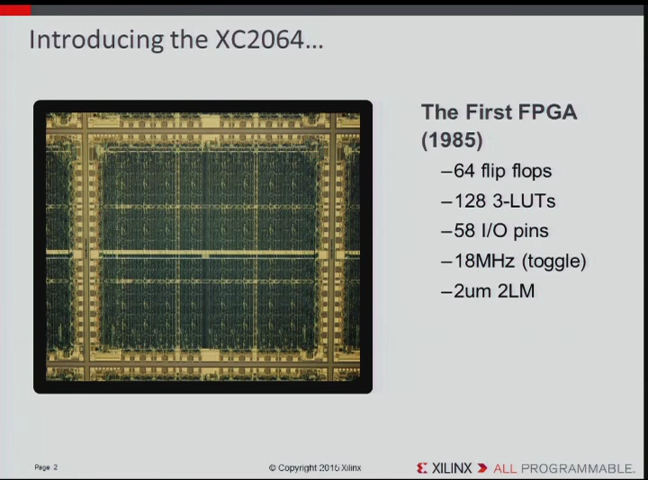 Introducing the XC2064...
The First FPGA
(1985)
–64 flip flops
–128 3-LUTs
–58 I/O pins
–18MHz (toggle)
–2um 2LM
Page 2
© Copyright 2015 Xilinx
XILINX ALL PROGRAMMABLE.